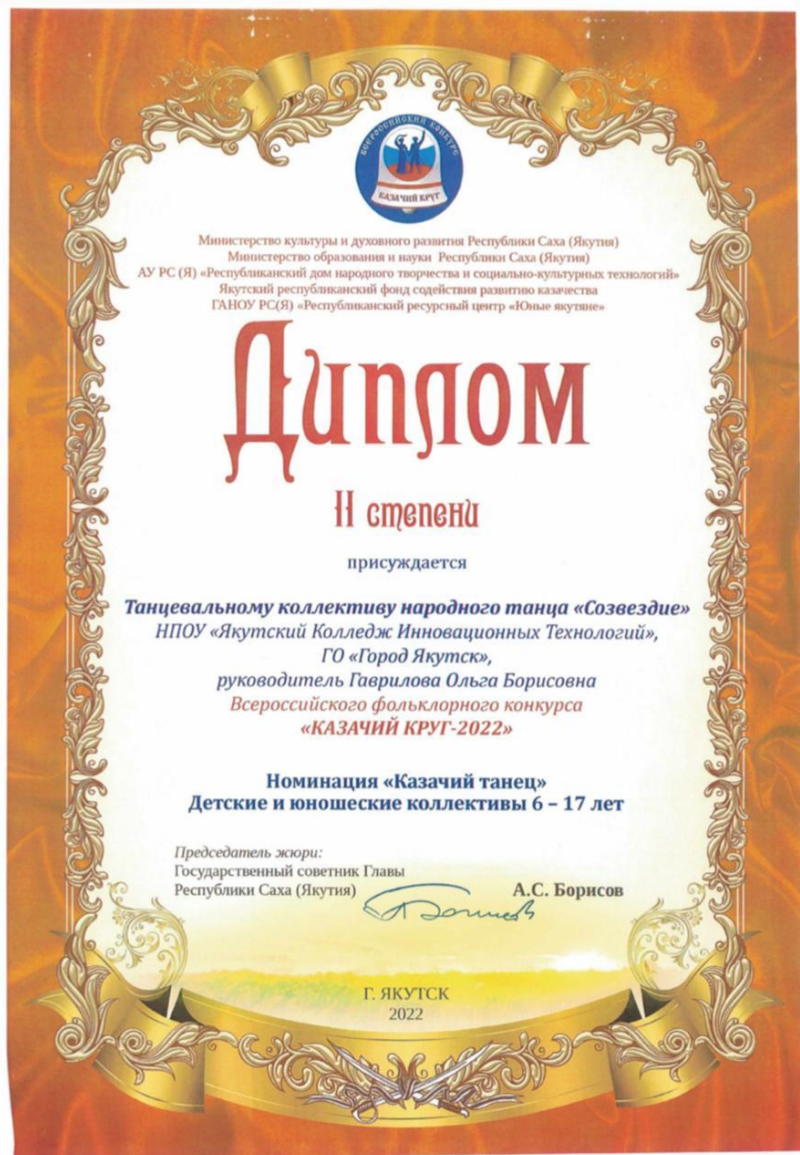 ВСЕРОССИЙСКИЙ КОНКУРС
КАЗАЧИЙ КРУГ
Министерство культуры и духовного развития Республики Саха (Якутия)
Министерство образования и науки Республики Саха (Якутия)
АУ РС (Я) «Республиканский дом народного творчества и социально-культурных технологий»
Якутский республиканский фонд содействия развитию казачества
ГАНОУ РС(Я) «Республиканский ресурсный центр «Юные якутяне»
Диплом
II степени
присуждается
Танцевальному коллективу народного танца «Созвездие»
НПОУ «Якутский Колледж Инновационных Технологий»,
ГО «Город Якутск»,
руководитель Гаврилова Ольга Борисовна
Всероссийского фольклорного конкурса
«КАЗАЧИЙ КРУГ-2022»
Номинация «Казачий танец»
Детские и юношеские коллективы 6 – 17 лет
Председатель жюри:
Государственный советник Главы
Республики Саха (Якутия) А.С. Борисов
Г. ЯКУТСК
2022